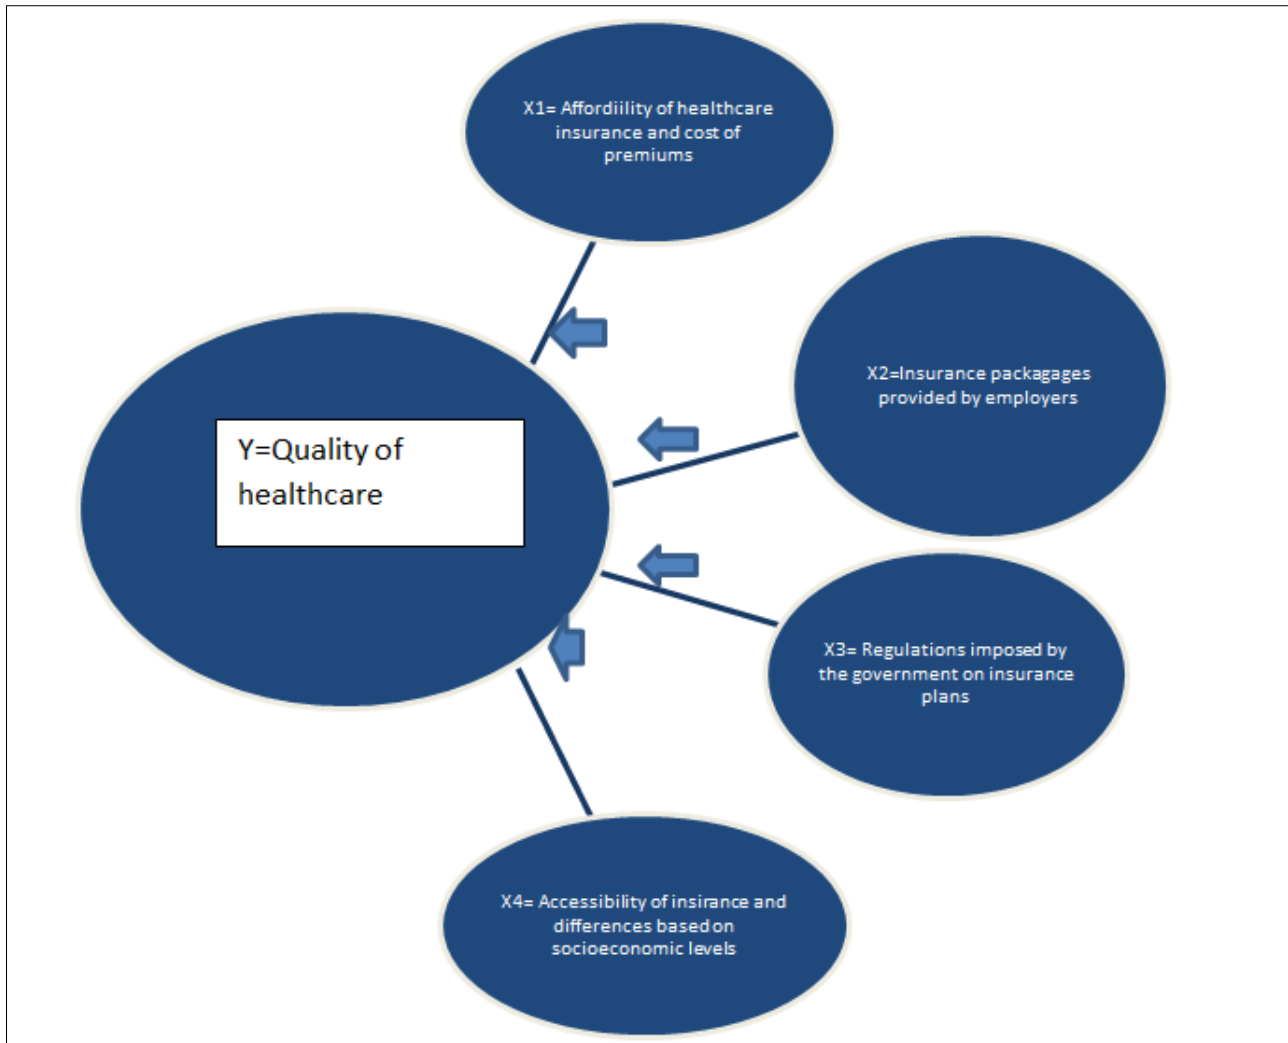 X1= Affordiility of healthcare
insurance and cost of
premiums
X2=Insurance packagages
provided by employers
Y=Quality of
healthcare
X3= Regulations imposed by
the government on insurance
plans
X4= Accessibility of insirance and
differences based on
socioeconomic levels